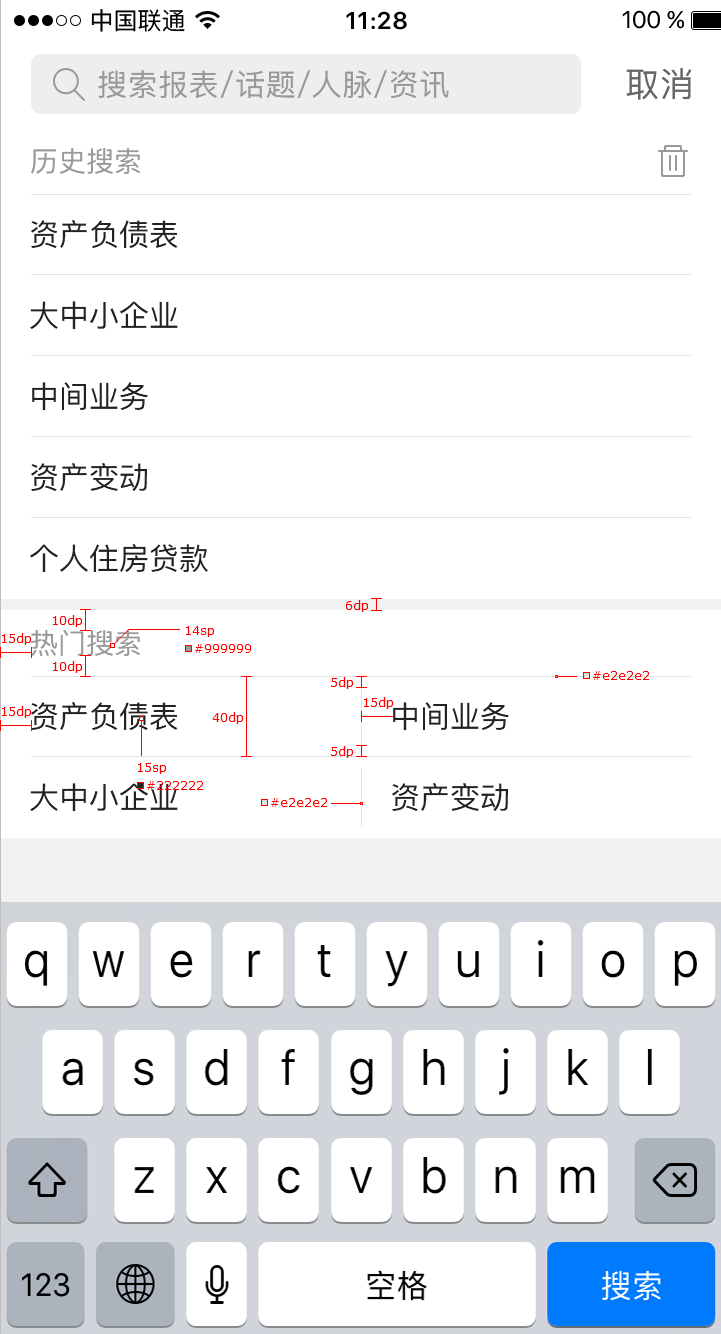 中国联通 11:28 100 %
搜索报表/话题/人脉/资讯 取消
历史搜索
资产负债表
大中小企业
中间业务
资产变动
个人住房贷款
6dp
10dp
14sp
15dp 热门搜索 #999999
10dp
5dp #e2e2e2
15dp 资产负债表 40dp 15dp 中间业务
5dp
15sp
#222222
大中小企业 #e2e2e2 资产变动
q w e r t y u i o p
a s d f g h j k l
z x c v b n m
123 空格 搜索